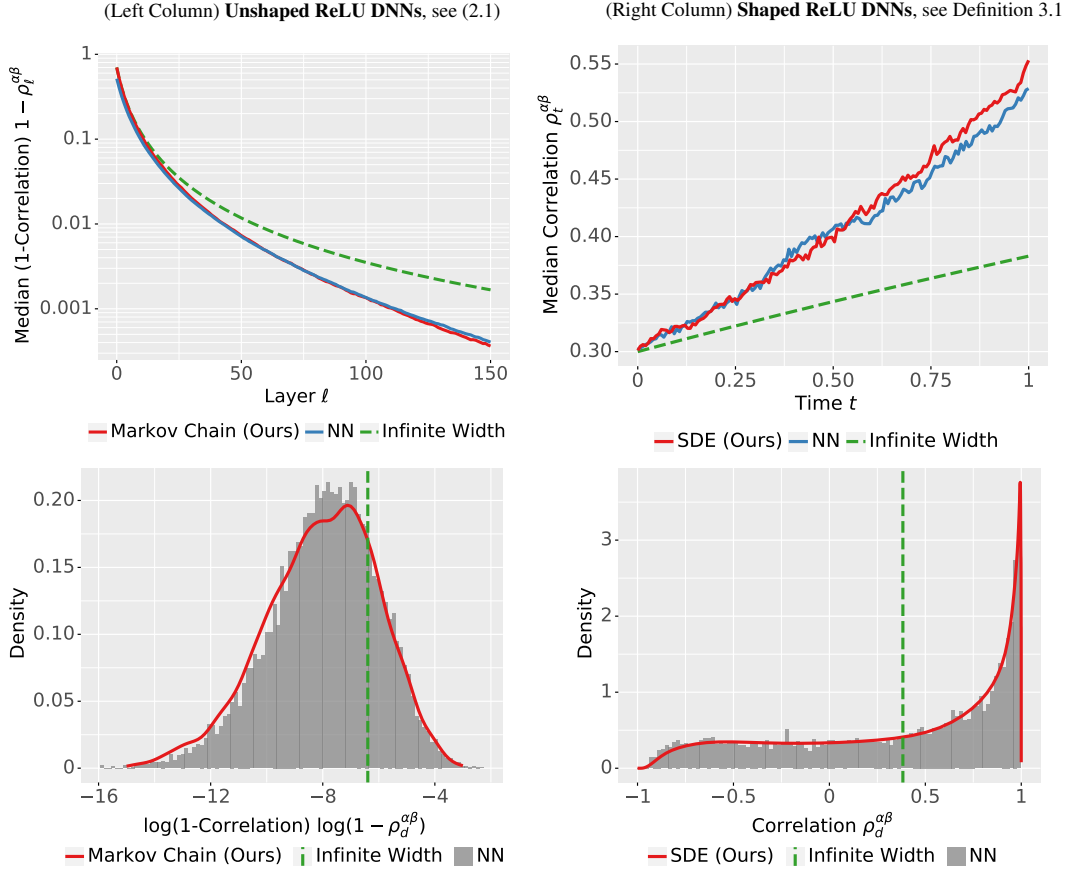 (Left Column) Unshaped ReLU DNNs, see (2.1)
(Right Column) Shaped ReLU DNNs, see Definition 3.1
Median (1-Correlation) 1 − ρ_ℓ^{αβ}
1
0.1
0.01
0.001
0
50
100
150
Layer ℓ
Markov Chain (Ours) NN Infinite Width
Median Correlation ρ_t^{αβ}
0.55
0.50
0.45
0.40
0.35
0.30
0
0.25
0.50
0.75
1
Time t
SDE (Ours) NN Infinite Width
Density
0.20
0.15
0.10
0.05
0
−16
−12
−8
−4
log(1-Correlation) log(1 − ρ_d^{αβ})
Markov Chain (Ours) Infinite Width NN
Density
3
2
1
0
−1
−0.5
0
0.5
1
Correlation ρ_d^{αβ}
SDE (Ours) Infinite Width NN